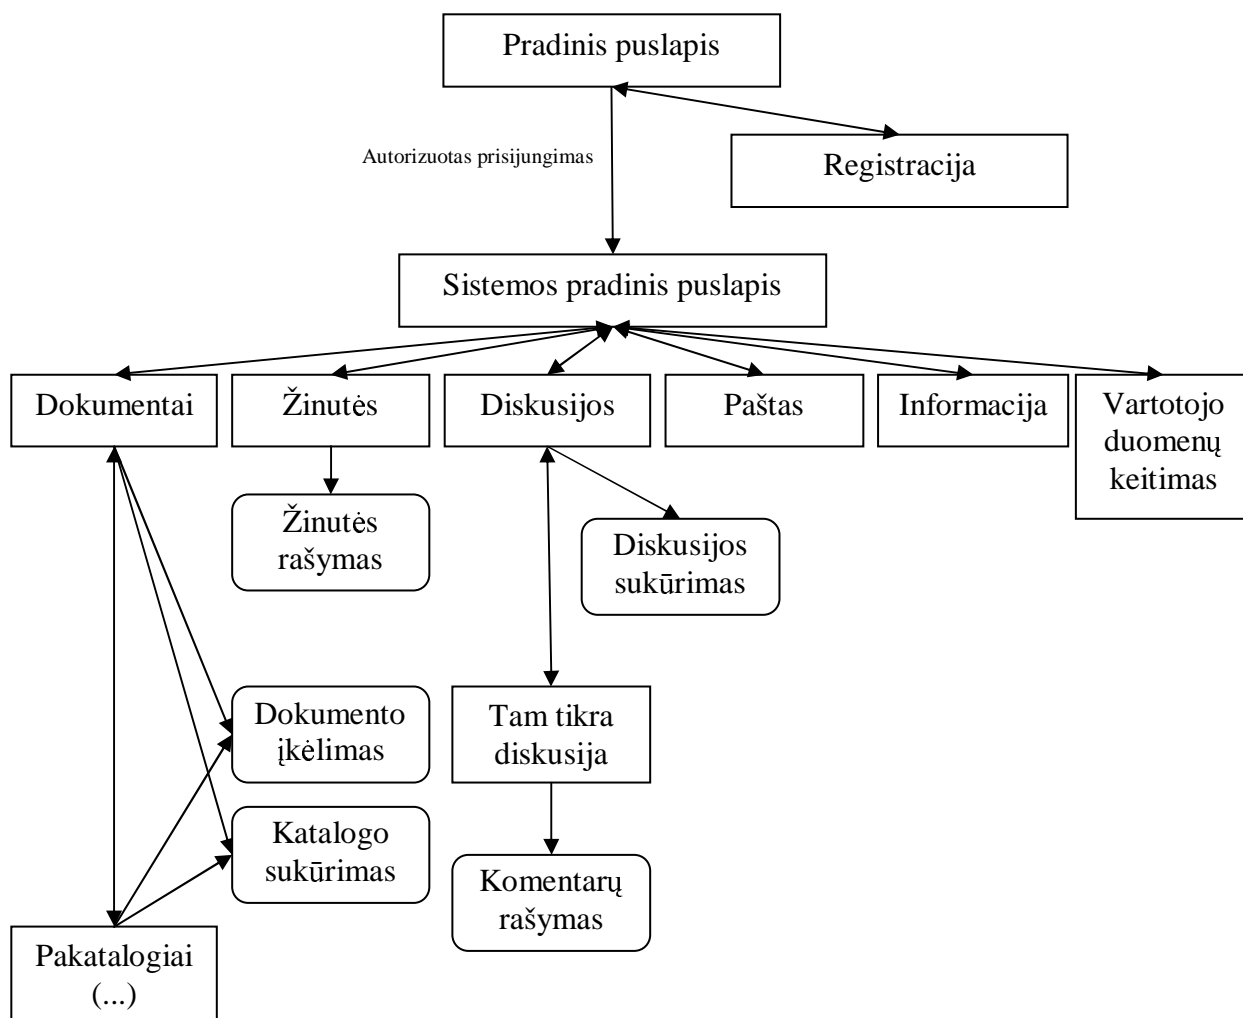 Pradinis puslapis
Autorizuotas prisijungimas
Registracija
Sistemos pradinis puslapis
Dokumentai
Žinutės
Diskusijos
Paštas
Informacija
Vartotojo
duomenų
keitimas
Žinutės
rašymas
Diskusijos
sukūrimas
Dokumento
įkėlimas
Tam tikra
diskusija
Katalogo
sukūrimas
Komentarų
rašymas
Pakatalogiai
(...)